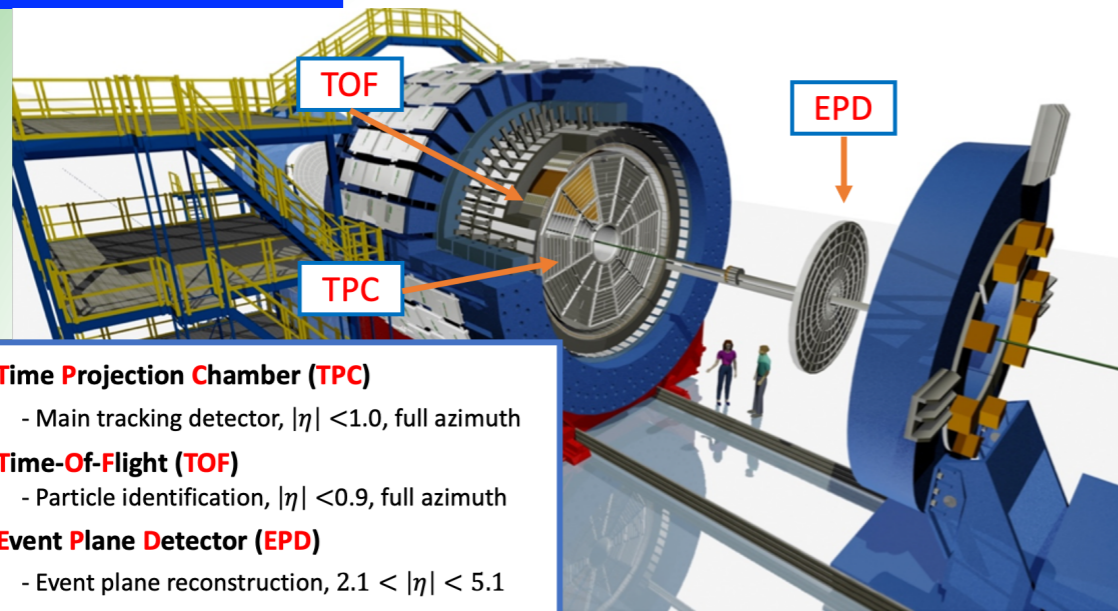 TOF
EPD
TPC
Time Projection Chamber (TPC)
- Main tracking detector, |η| <1.0, full azimuth
Time-Of-Flight (TOF)
- Particle identification, |η| <0.9, full azimuth
Event Plane Detector (EPD)
- Event plane reconstruction, 2.1 < |η| < 5.1